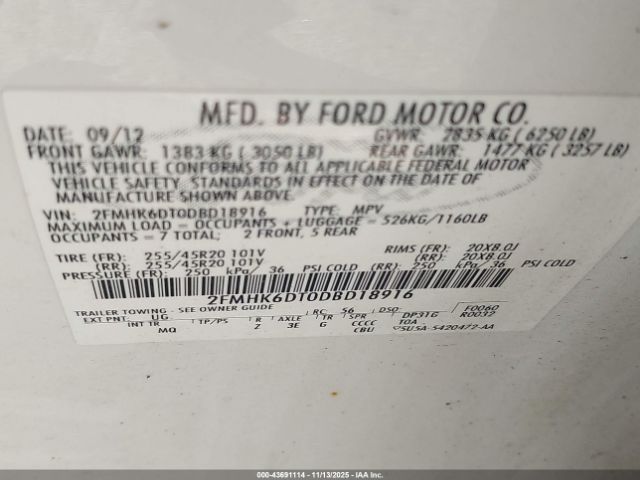 MFD. BY FORD MOTOR CO.
DATE: 09/12 GVWR: 2835 KG ( 6250 LB)
FRONT GAWR: 1383 KG ( 3050 LB) REAR GAWR: 1477 KG ( 3257 LB)
THIS VEHICLE CONFORMS TO ALL APPLICABLE FEDERAL MOTOR
VEHICLE SAFETY STANDARDS IN EFFECT ON THE DATE OF
MANUFACTURE SHOWN ABOVE.
VIN: 2FMHK6DT0DBD18916 TYPE: MPV
MAXIMUM LOAD = OCCUPANTS + LUGGAGE = 526KG/1160LB
OCCUPANTS = 7 TOTAL; 2 FRONT, 5 REAR
TIRE (FR): 255/45R20 101V RIMS (FR): 20X8.0J
(RR): 255/45R20 101V (RR): 20X8.0J
PRESSURE (FR): 250 kPa/ 36 PSI COLD (RR): 250 kPa/ 36 PSI COLD
2FMHK6DT0DBD18916
TRAILER TOWING - SEE OWNER GUIDE
EXT PNT: UG RC: 56 DSO: DP31G F0060
R0032
INT TR TP/PS R AXLE TR SPR TOA
MQ Z 3E G CCCC
CBU 5U5A-5420472-AA
000-43691114 | 11/13/2025 - IAAI.com